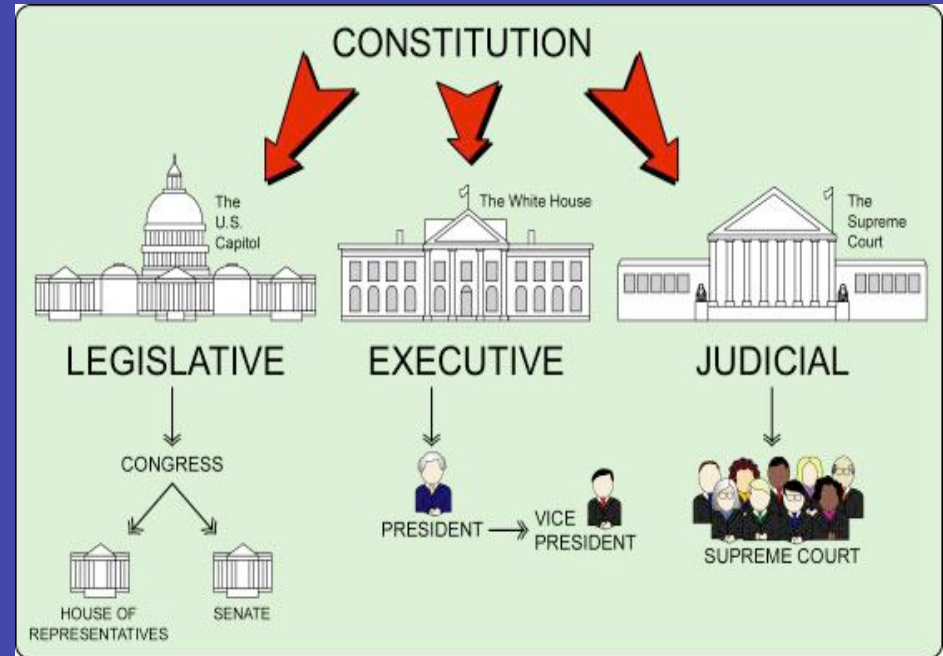 CONSTITUTION
The
U.S.
Capitol
The White House
The
Supreme
Court
LEGISLATIVE
EXECUTIVE
JUDICIAL
CONGRESS
HOUSE OF
REPRESENTATIVES
SENATE
PRESIDENT
VICE
PRESIDENT
SUPREME COURT